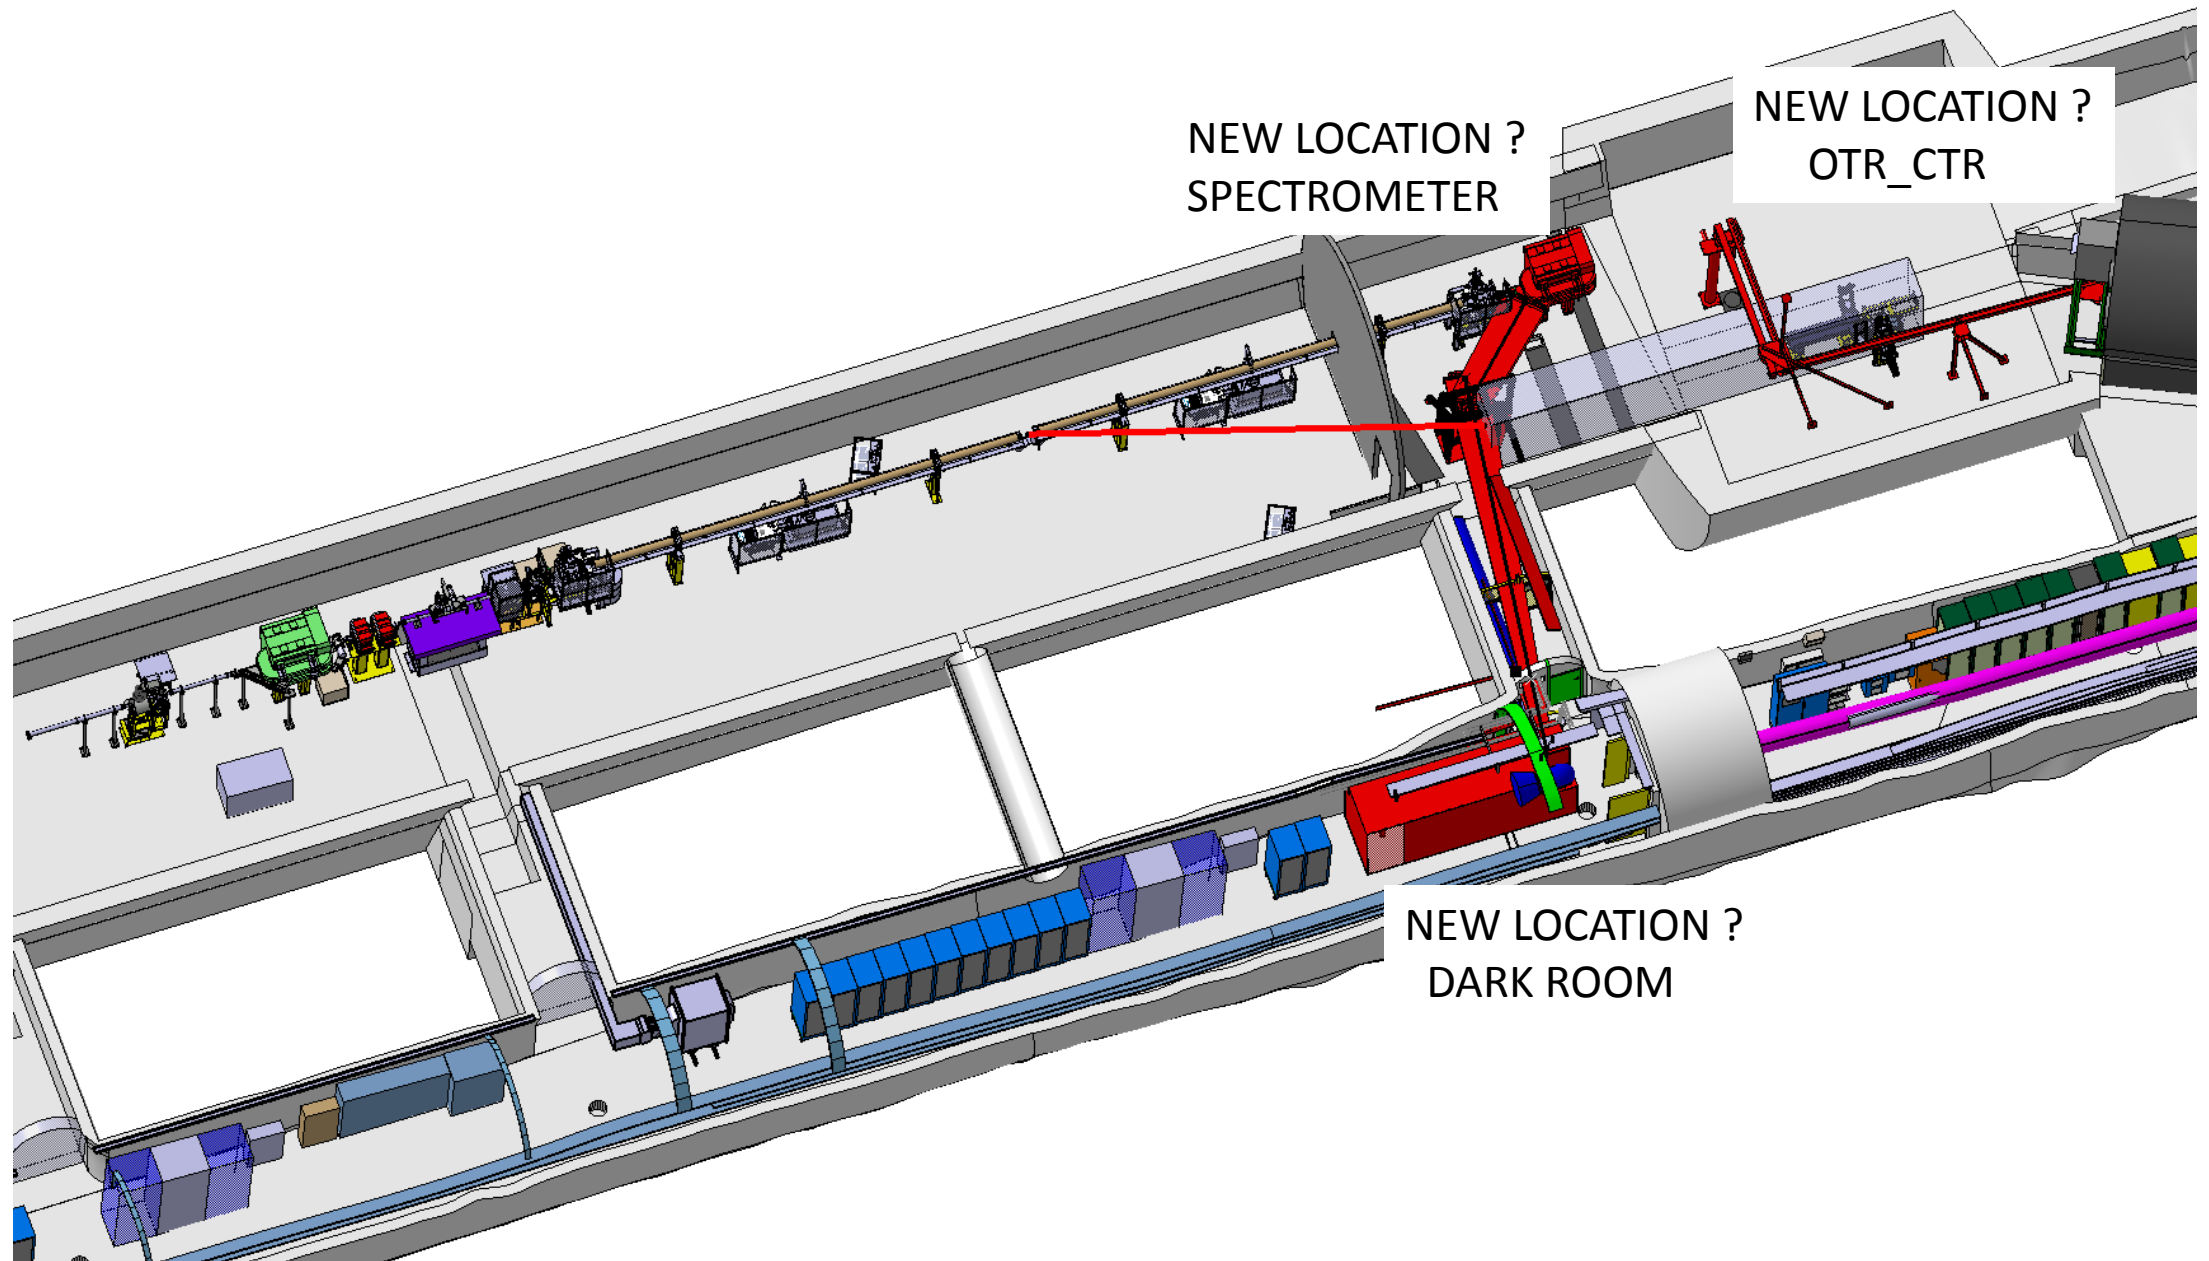 NEW LOCATION ?
SPECTROMETER
NEW LOCATION ?
OTR_CTR
NEW LOCATION ?
DARK ROOM